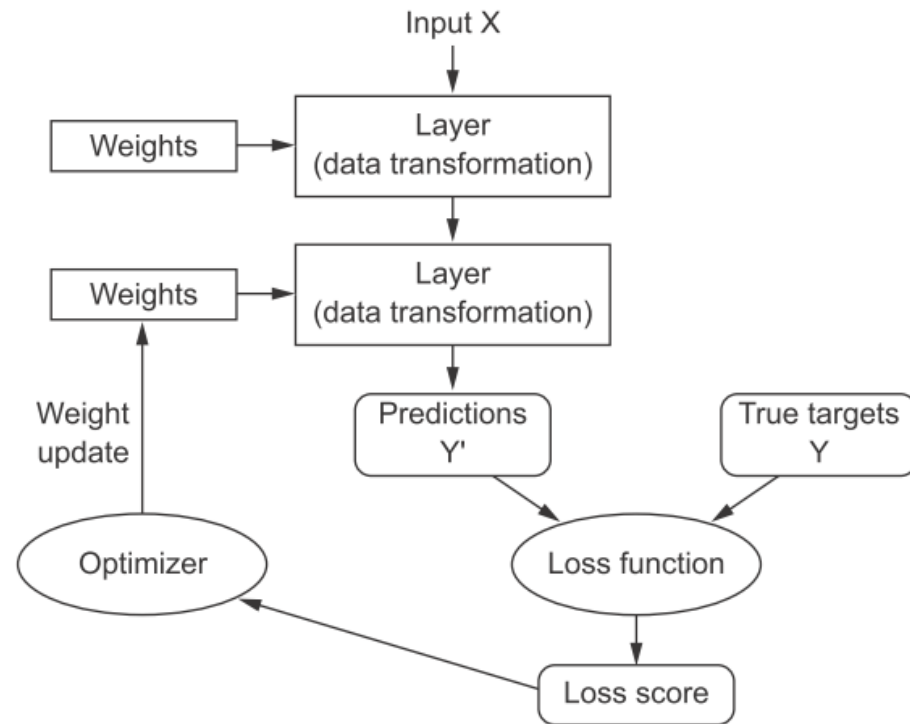 Input X
Layer
(data transformation)
Weights
Layer
(data transformation)
Weights
Weight
update
Predictions
Y'
True targets
Y
Optimizer
Loss function
Loss score